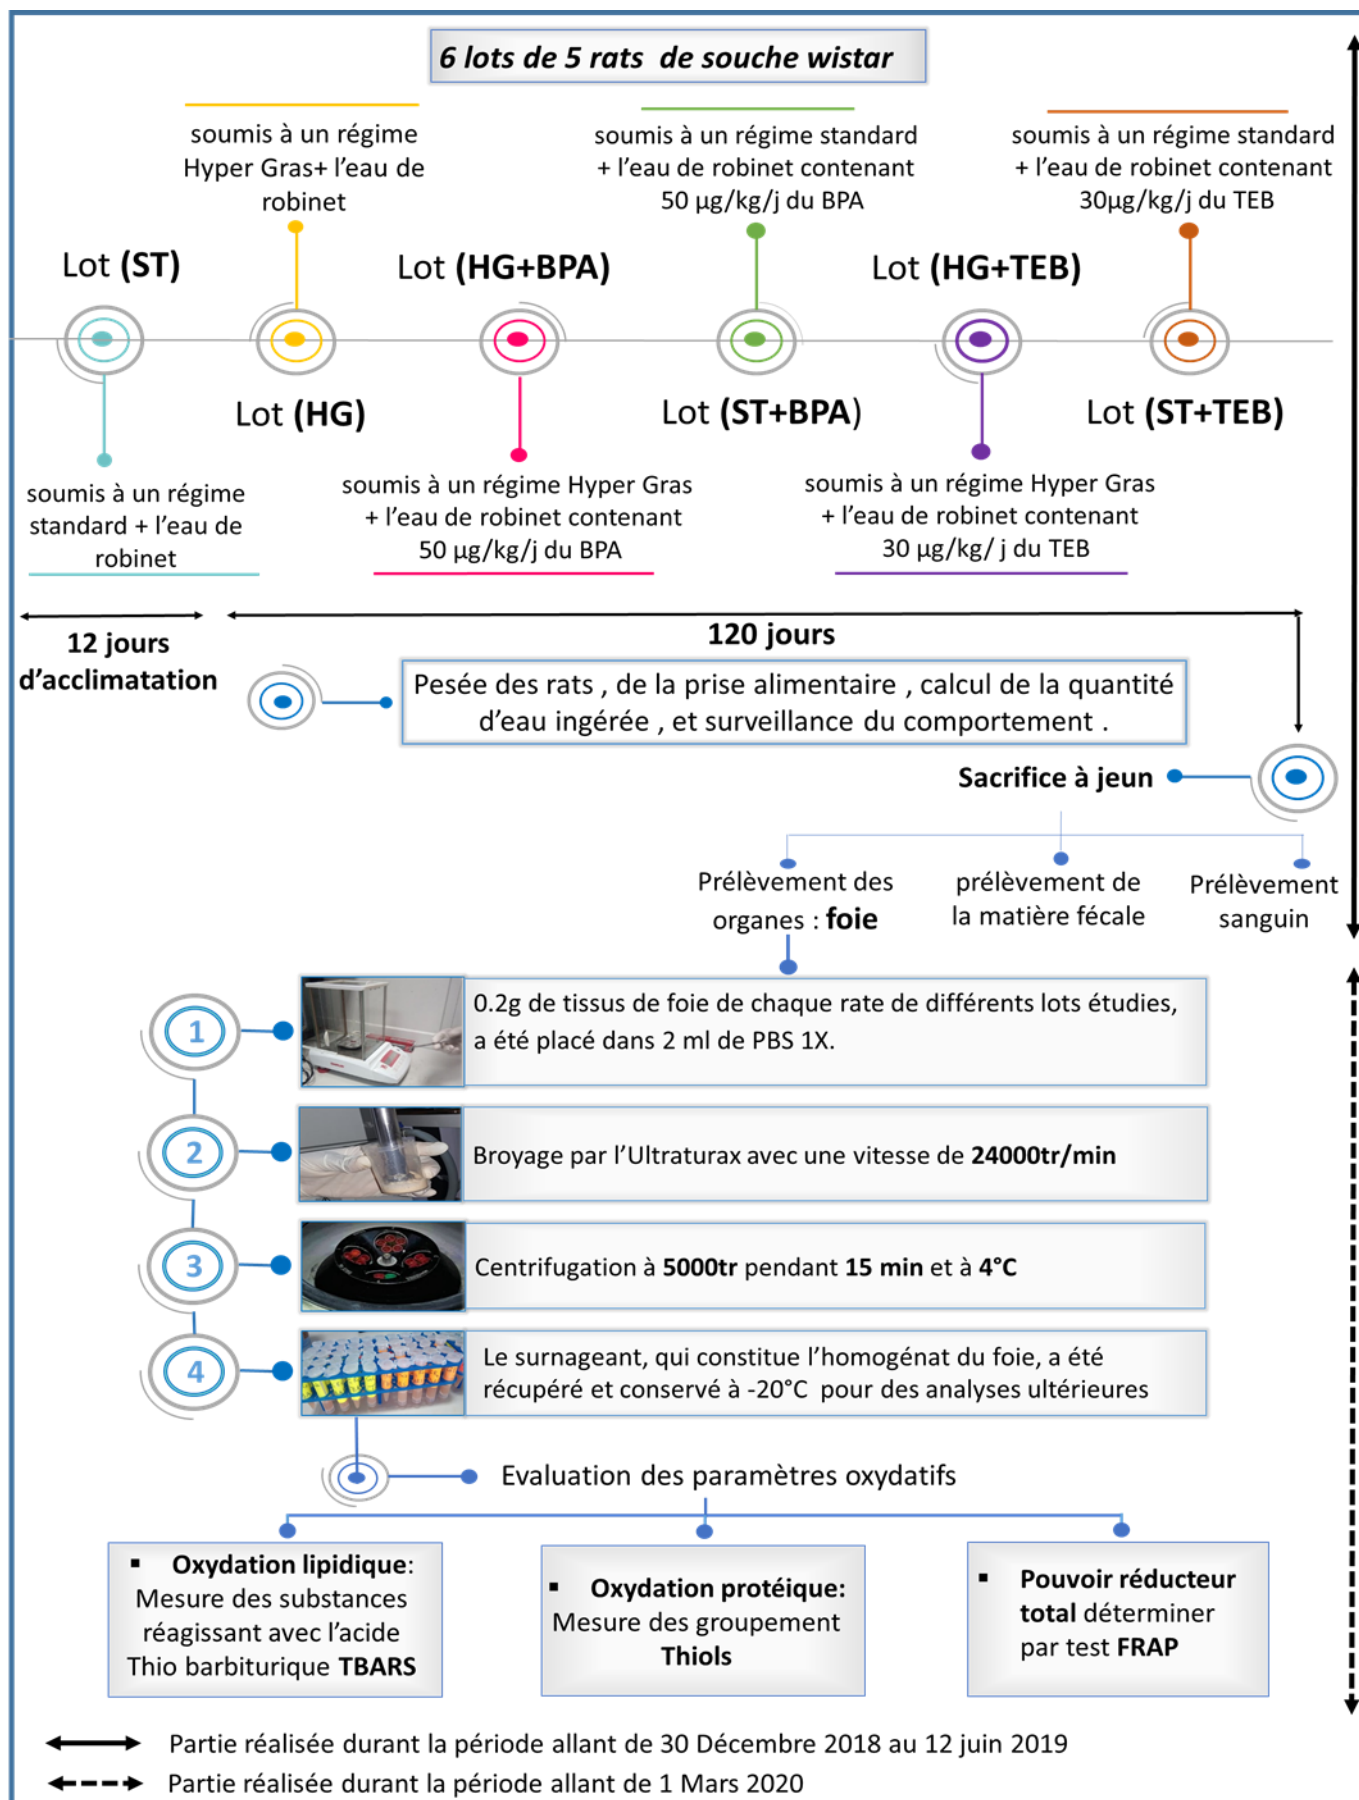 6 lots de 5 rats de souche wistar
soumis à un régime
Hyper Gras+ l'eau de
robinet
soumis à un régime standard
+ l'eau de robinet contenant
50 µg/kg/j du BPA
soumis à un régime standard
+ l'eau de robinet contenant
30µg/kg/j du TEB
Lot (ST)
Lot (HG+BPA)
Lot (HG+TEB)
Lot (HG)
Lot (ST+BPA)
Lot (ST+TEB)
soumis à un régime
standard + l'eau de
robinet
soumis à un régime Hyper Gras
+ l'eau de robinet contenant
50 µg/kg/j du BPA
soumis à un régime Hyper Gras
+ l'eau de robinet contenant
30 µg/kg/ j du TEB
12 jours
d'acclimatation
120 jours
Pesée des rats , de la prise alimentaire , calcul de la quantité
d'eau ingérée , et surveillance du comportement .
Sacrifice à jeun
Prélèvement des
organes : foie
prélèvement de
la matière fécale
Prélèvement
sanguin
1
0.2g de tissus de foie de chaque rate de différents lots étudies,
a été placé dans 2 ml de PBS 1X.
2
Broyage par l'Ultraturax avec une vitesse de 24000tr/min
3
Centrifugation à 5000tr pendant 15 min et à 4°C
4
Le surnageant, qui constitue l'homogénat du foie, a été
récupéré et conservé à -20°C pour des analyses ultérieures
Evaluation des paramètres oxydatifs
▪ Oxydation lipidique:
Mesure des substances
réagissant avec l'acide
Thio barbiturique TBARS
▪ Oxydation protéique:
Mesure des groupement
Thiols
▪ Pouvoir réducteur
total déterminer
par test FRAP
Partie réalisée durant la période allant de 30 Décembre 2018 au 12 juin 2019
Partie réalisée durant la période allant de 1 Mars 2020